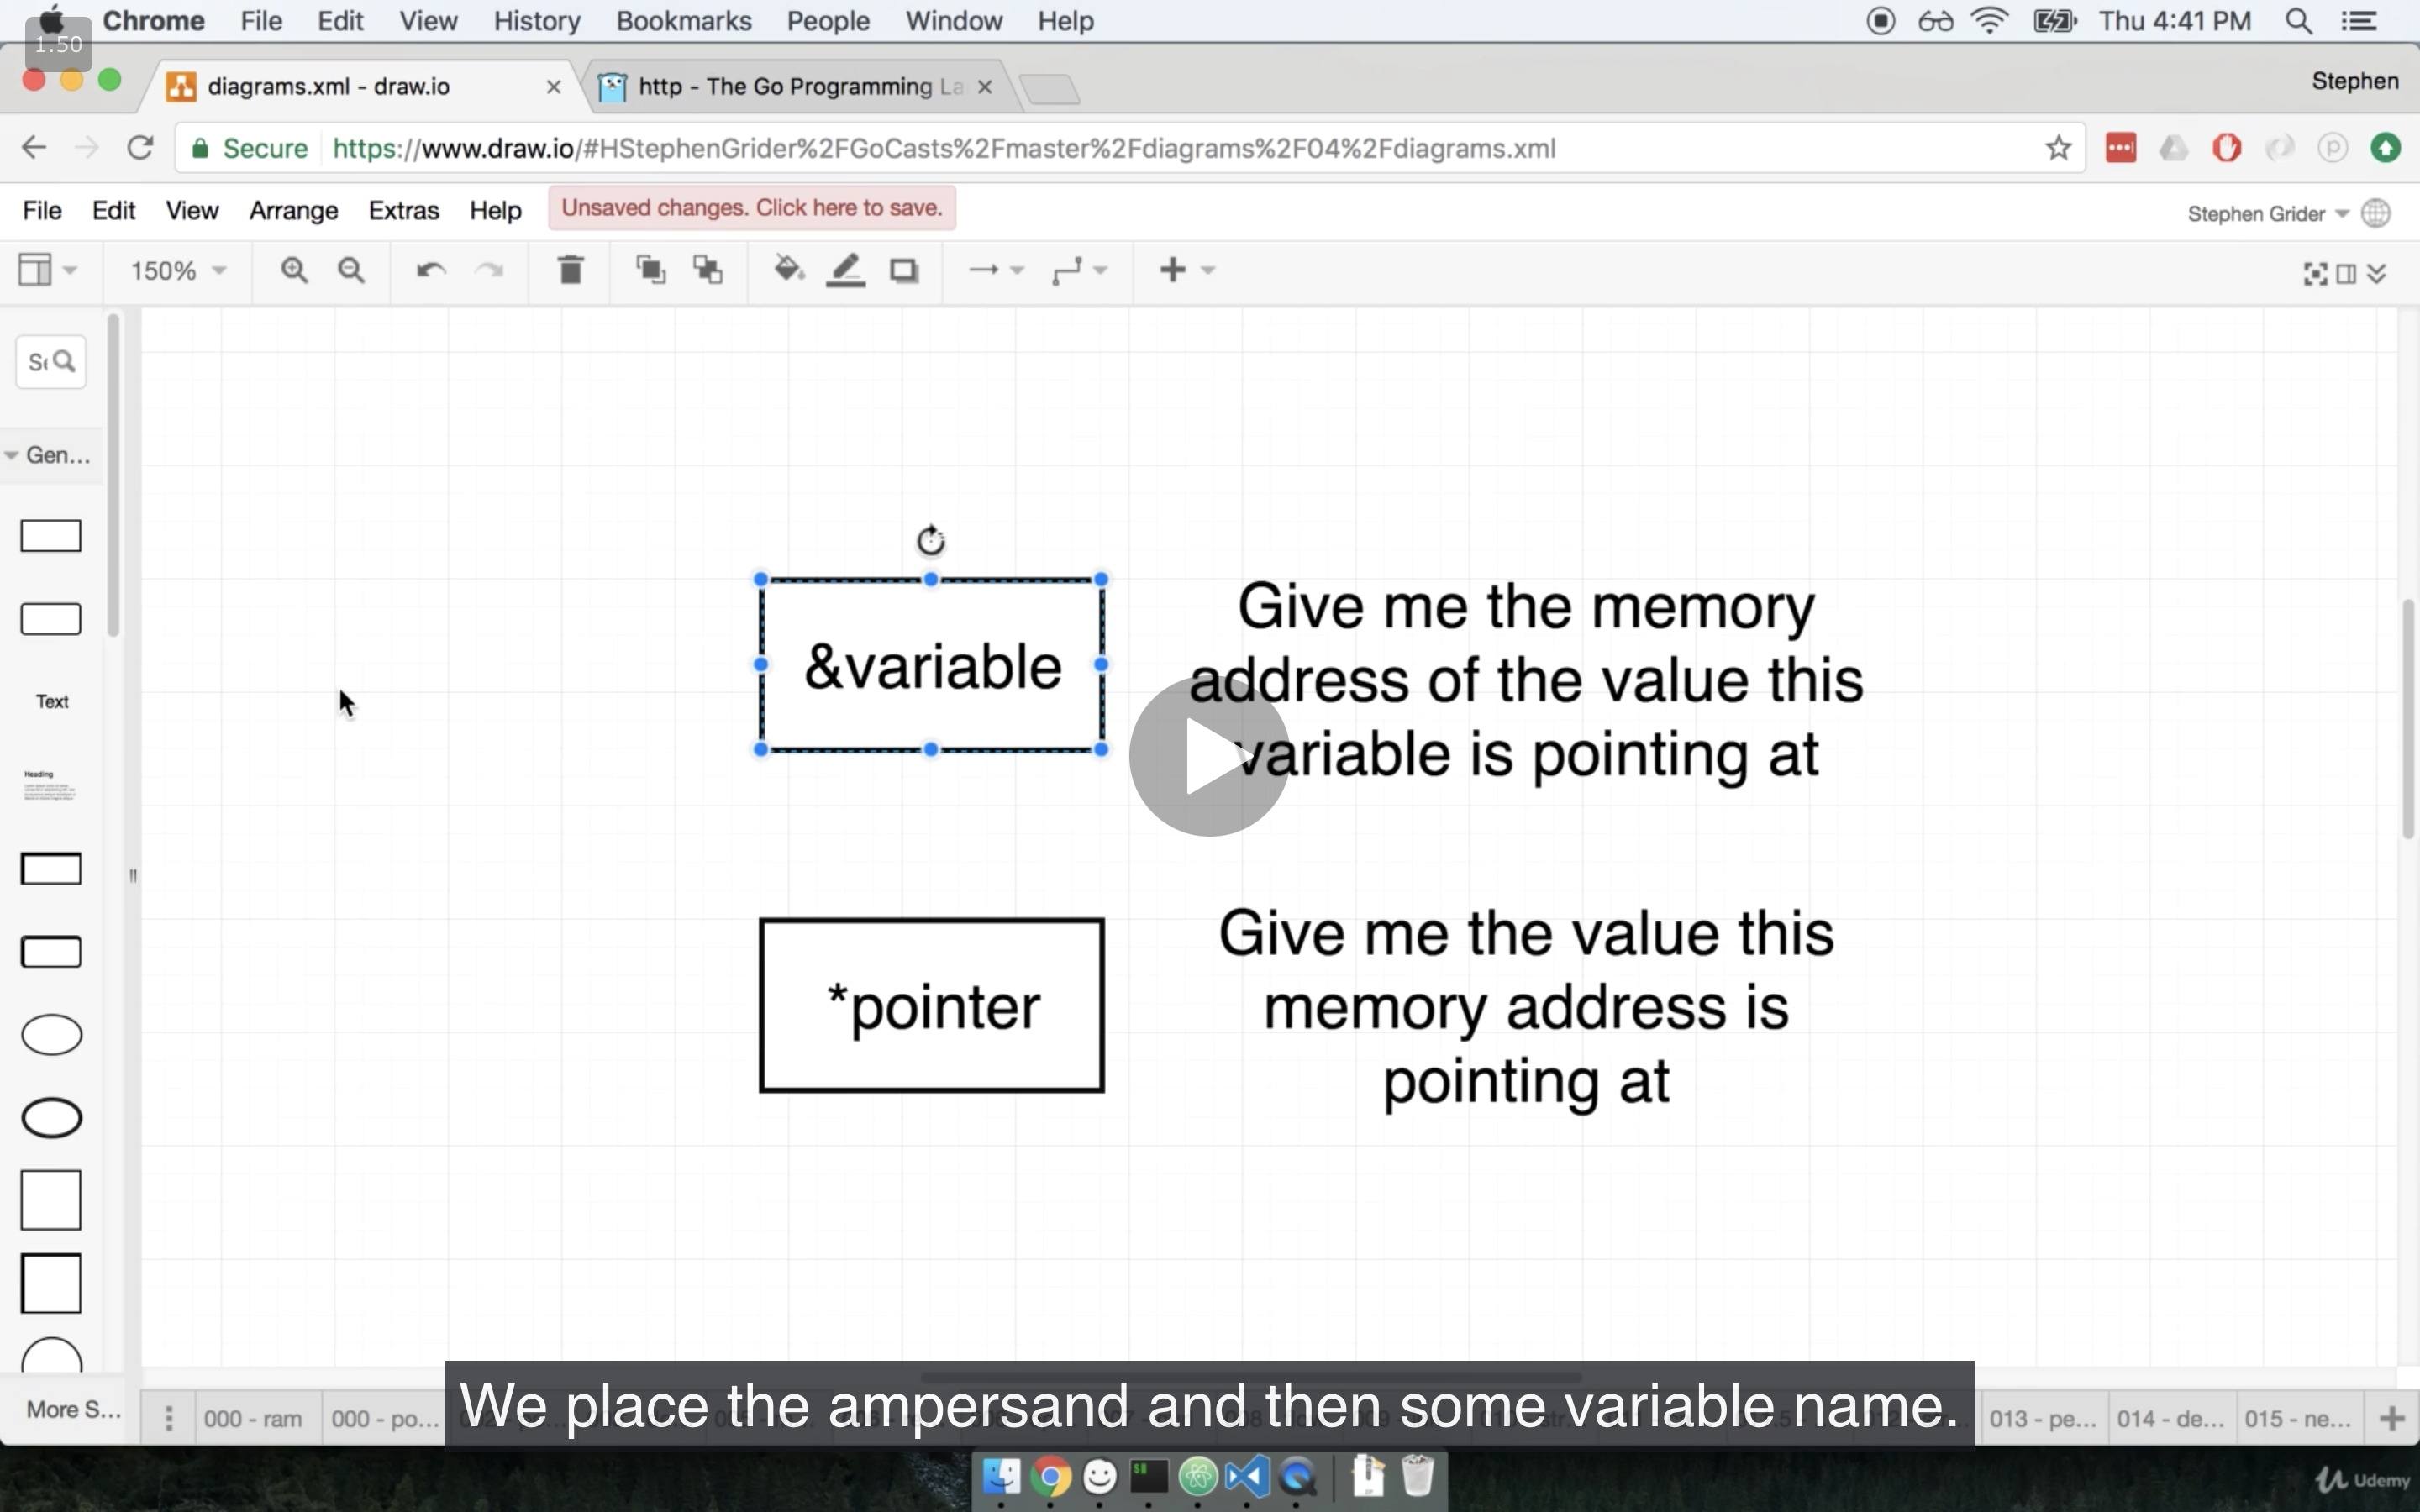 Chrome File Edit View History Bookmarks People Window Help Thu 4:41 PM
1.50
diagrams.xml - draw.io http - The Go Programming La Stephen
Secure https://www.draw.io/#HStephenGrider%2FGoCasts%2Fmaster%2Fdiagrams%2F04%2Fdiagrams.xml
File Edit View Arrange Extras Help Unsaved changes. Click here to save. Stephen Grider
150%
Gen...
Text
Heading
&variable
Give me the memory
address of the value this
variable is pointing at
*pointer
Give me the value this
memory address is
pointing at
More S... 000 - ram 000 - po... 013 - pe... 014 - de... 015 - ne...
We place the ampersand and then some variable name.
Udemy